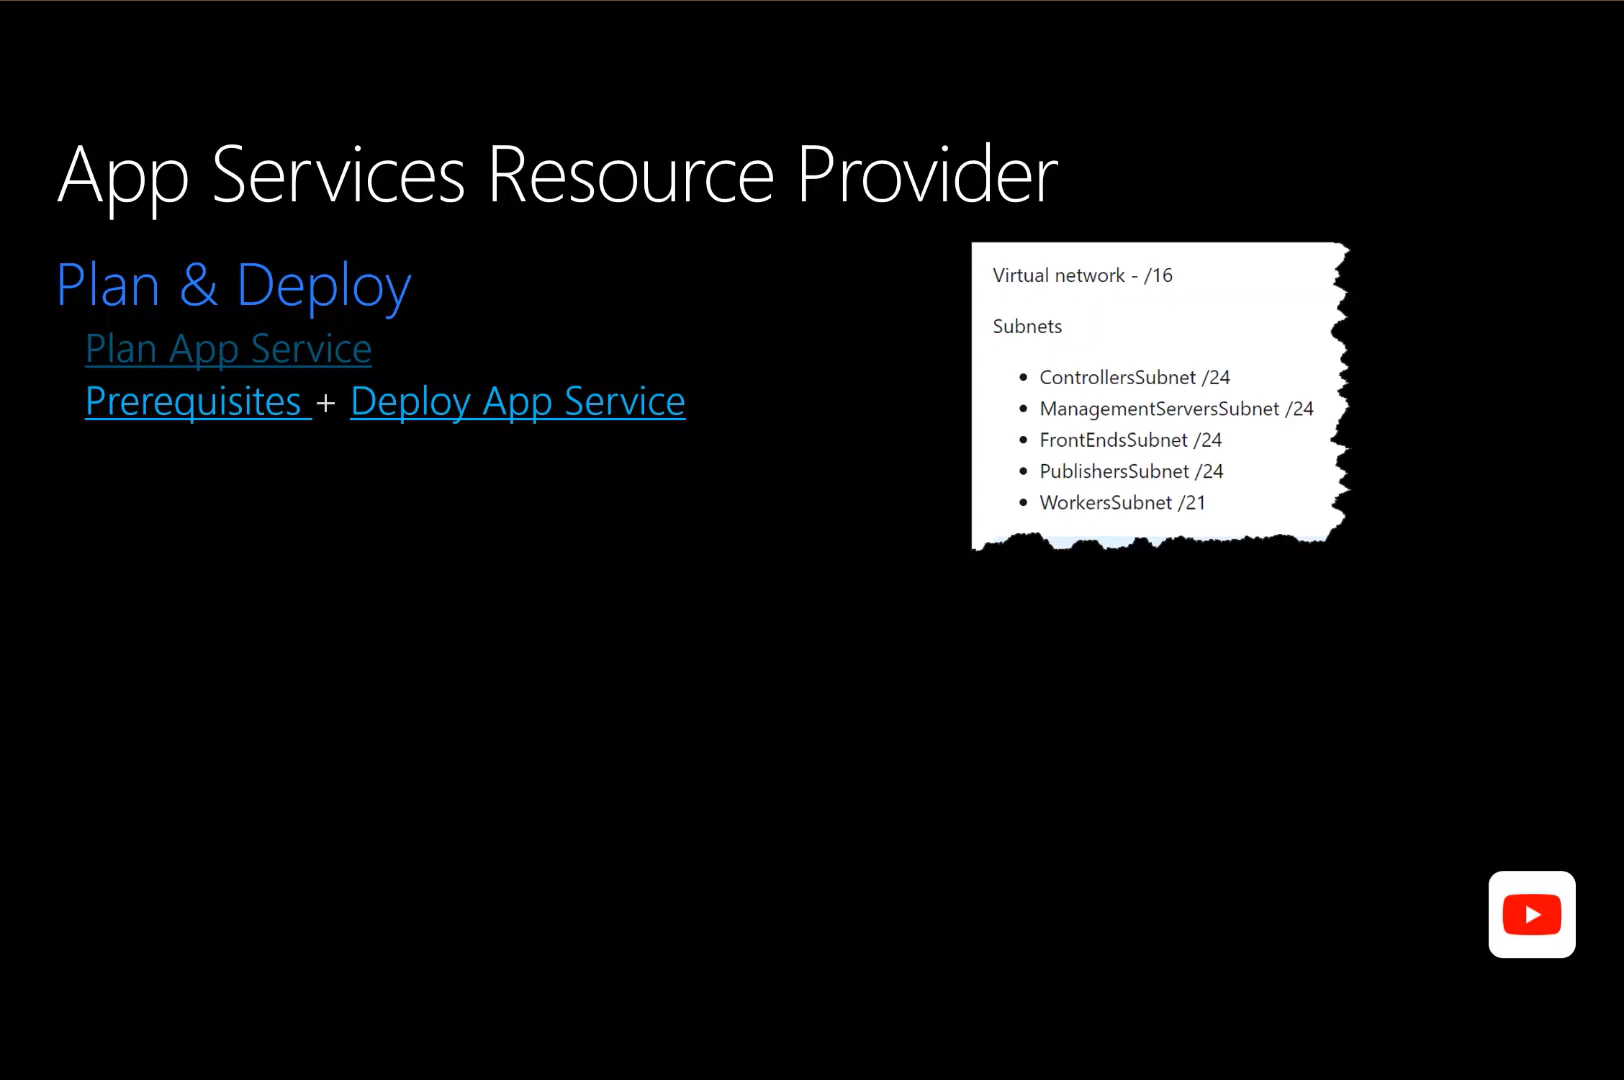 App Services Resource Provider
Plan & Deploy
Plan App Service
Prerequisites + Deploy App Service
Virtual network - /16
Subnets
• ControllersSubnet /24
• ManagementServersSubnet /24
• FrontEndsSubnet /24
• PublishersSubnet /24
• WorkersSubnet /21